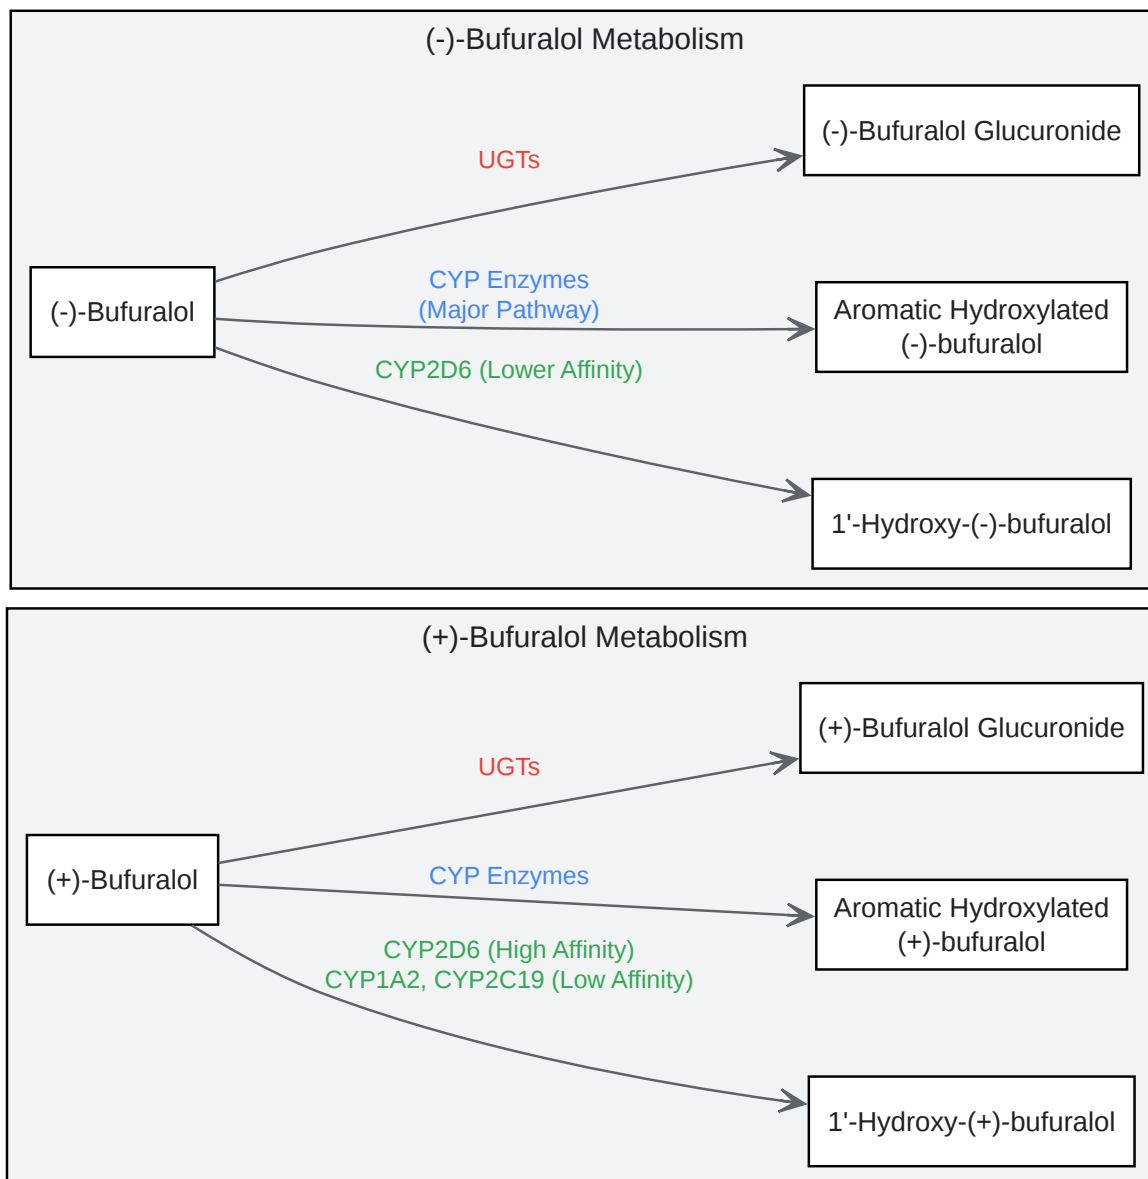 (-)-Bufuralol Metabolism
(-)-Bufuralol Glucuronide
UGTs
(-)-Bufuralol
CYP Enzymes
(Major Pathway)
Aromatic Hydroxylated
(-)-bufuralol
CYP2D6 (Lower Affinity)
1'-Hydroxy-(-)-bufuralol
(+)-Bufuralol Metabolism
(+)-Bufuralol Glucuronide
UGTs
(+)-Bufuralol
CYP Enzymes
Aromatic Hydroxylated
(+)-bufuralol
CYP2D6 (High Affinity)
CYP1A2, CYP2C19 (Low Affinity)
1'-Hydroxy-(+)-bufuralol